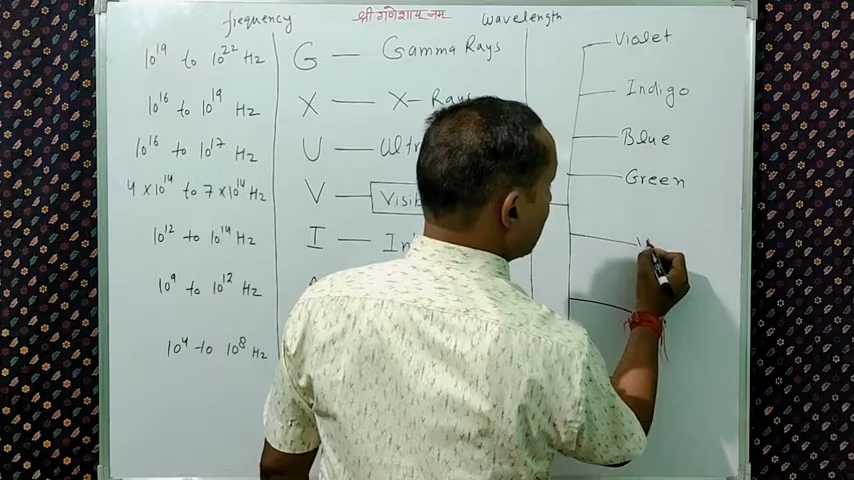 frequency श्री गणेशाय नमः wavelength
10^19 to 10^22 Hz G — Gamma Rays Violet
10^16 to 10^19 Hz X — X- Rays Indigo
10^16 to 10^17 Hz U — Blue
4 x 10^14 to 7 x 10^14 Hz V — Green
10^12 to 10^14 Hz I —
10^9 to 10^12 Hz
10^4 to 10^8 Hz